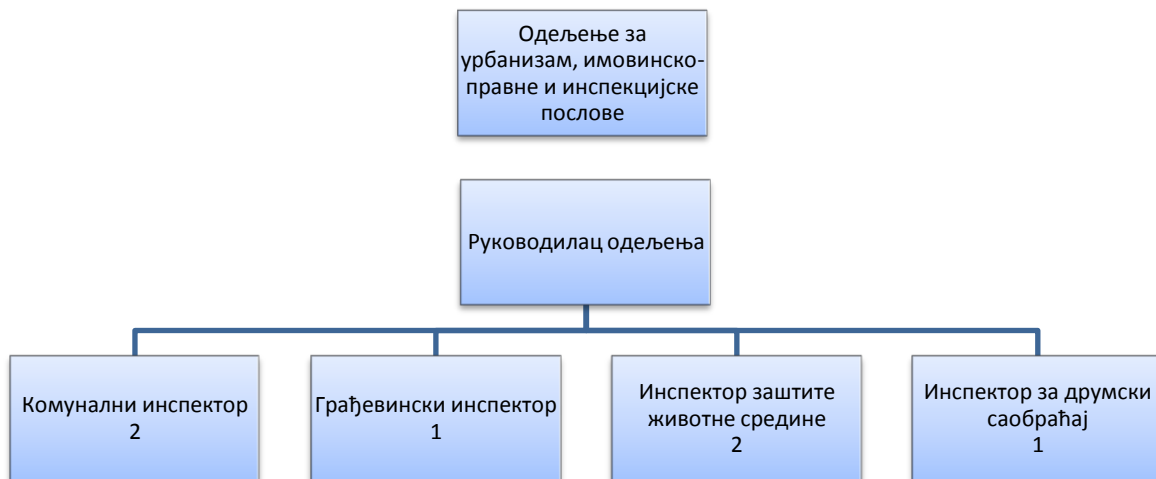 Одељење за
урбанизам, имовинско-
правне и инспекцијске
послове
Руководилац одељења
Комунални инспектор
2
Грађевински инспектор
1
Инспектор заштите
животне средине
2
Инспектор за друмски
саобраћај
1